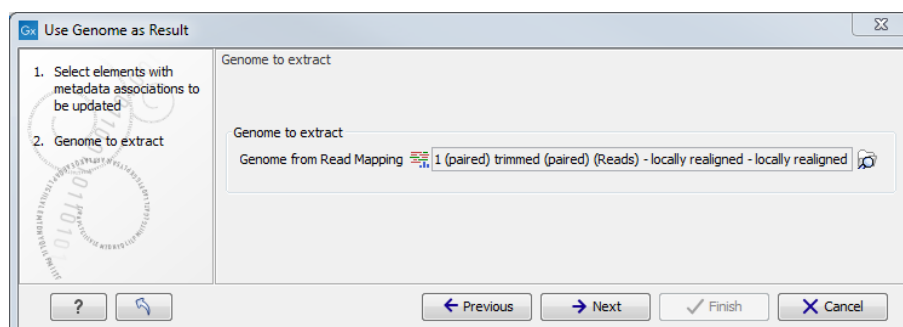 Gx Use Genome as Result
1. Select elements with
metadata associations to
be updated
2. Genome to extract
Genome to extract
Genome to extract
Genome from Read Mapping 1 (paired) trimmed (paired) (Reads) - locally realigned - locally realigned
? Previous Next Finish Cancel